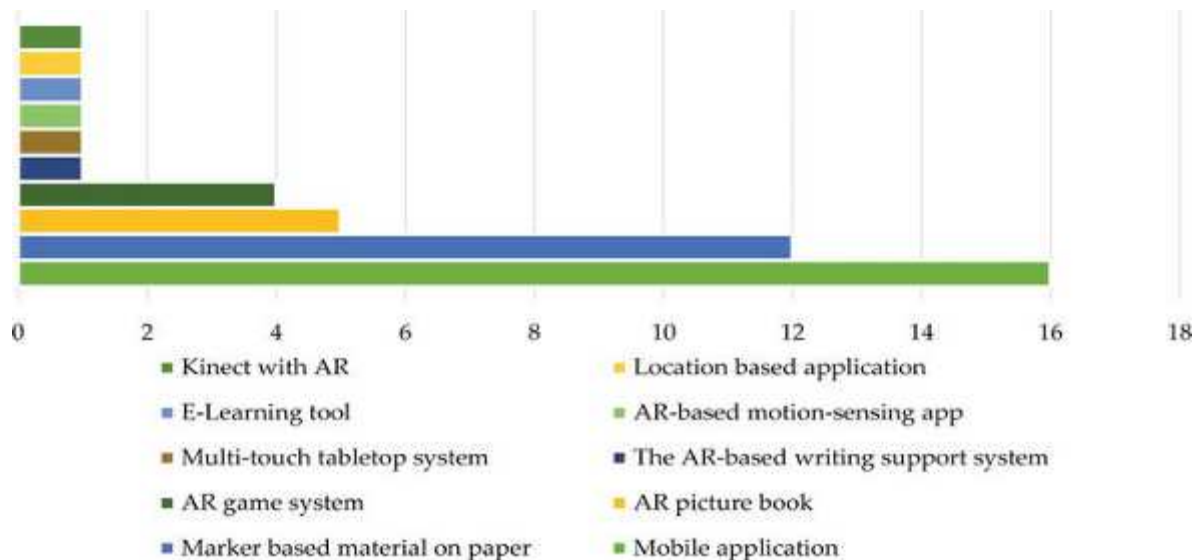 0 2 4 6 8 10 12 14 16 18
Kinect with AR
Location based application
E-Learning tool
AR-based motion-sensing app
Multi-touch tabletop system
The AR-based writing support system
AR game system
AR picture book
Marker based material on paper
Mobile application